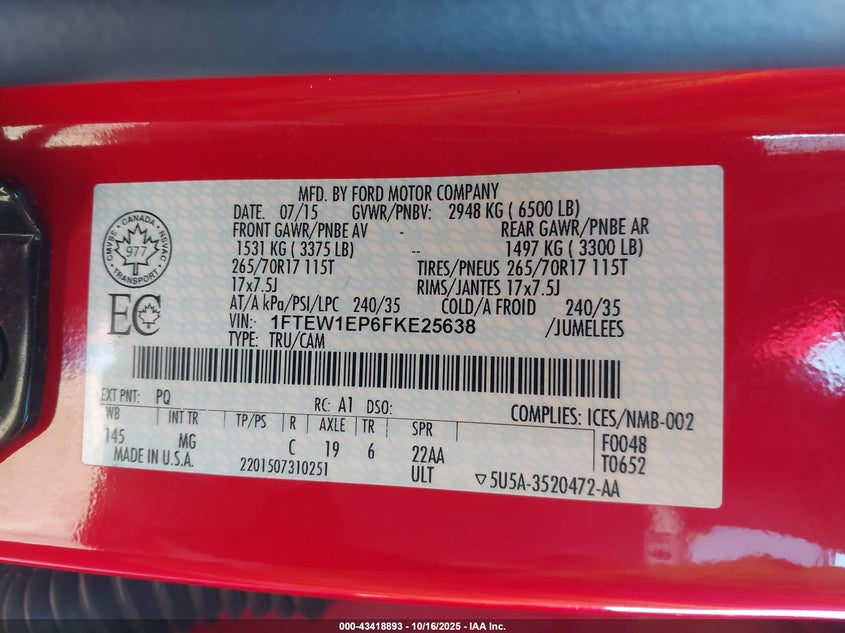 MFD. BY FORD MOTOR COMPANY
DATE. 07/15 GVWR/PNBV: 2948 KG ( 6500 LB)
FRONT GAWR/PNBE AV - REAR GAWR/PNBE AR
1531 KG ( 3375 LB) -- 1497 KG ( 3300 LB)
265/70R17 115T TIRES/PNEUS 265/70R17 115T
17x7.5J RIMS/JANTES 17x7.5J
AT/A kPa/PSI/LPC 240/35 COLD/A FROID 240/35
VIN: 1FTEW1EP6FKE25638 /JUMELEES
TYPE: TRU/CAM
CMVSS · CANADA · NSVAC
977
TRANSPORT
EC
EXT PNT: PQ RC: A1 DSO: COMPLIES: ICES/NMB-002
WB INT TR TP/PS R AXLE TR SPR F0048
145 MG C 19 6 22AA T0652
MADE IN U.S.A. 2201507310251 ULT ▽5U5A-3520472-AA
000-43418893 - 10/16/2025 - IAA Inc.